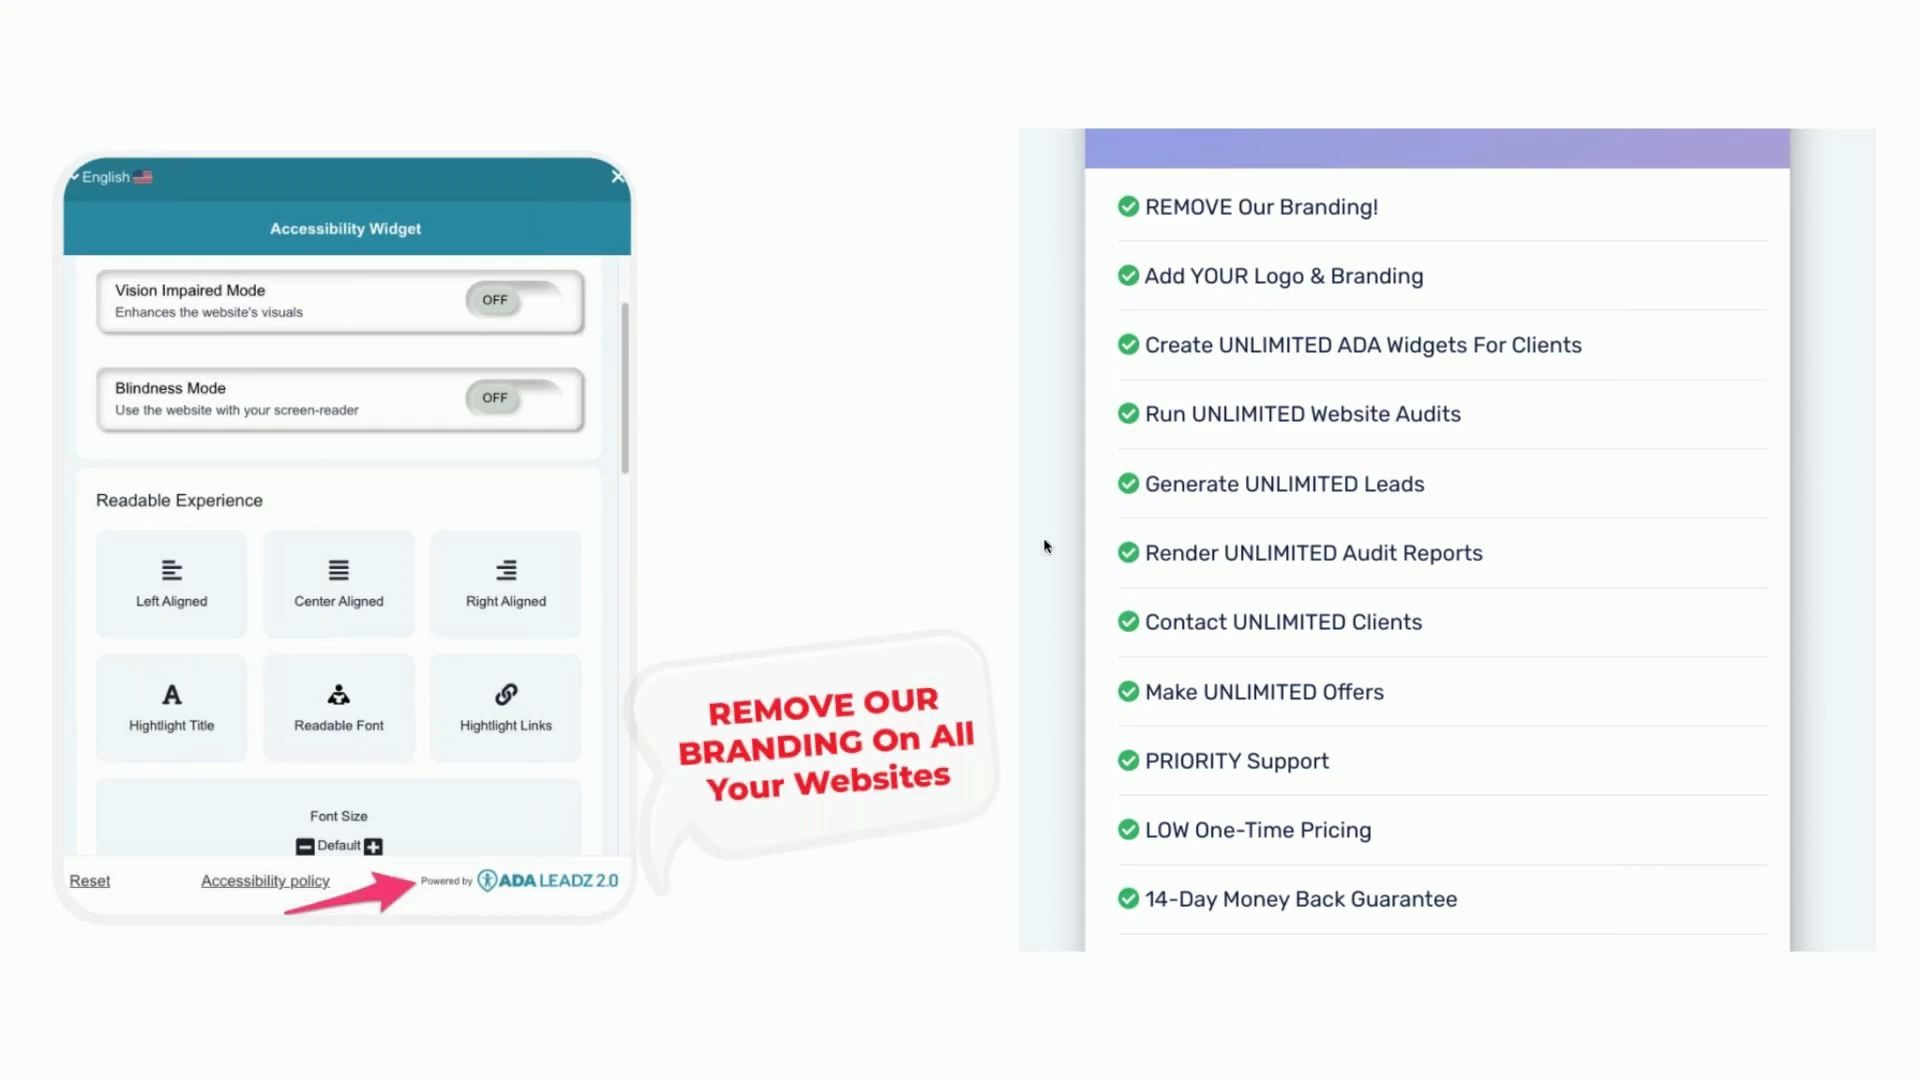 English
Accessibility Widget
Vision Impaired Mode
Enhances the website's visuals
OFF
Blindness Mode
Use the website with your screen-reader
OFF
Readable Experience
Left Aligned
Center Aligned
Right Aligned
Hightlight Title
Readable Font
Hightlight Links
Font Size
Default
Reset
Accessibility policy
Powered by ADA LEADZ 2.0
REMOVE OUR
BRANDING On All
Your Websites
REMOVE Our Branding!
Add YOUR Logo & Branding
Create UNLIMITED ADA Widgets For Clients
Run UNLIMITED Website Audits
Generate UNLIMITED Leads
Render UNLIMITED Audit Reports
Contact UNLIMITED Clients
Make UNLIMITED Offers
PRIORITY Support
LOW One-Time Pricing
14-Day Money Back Guarantee